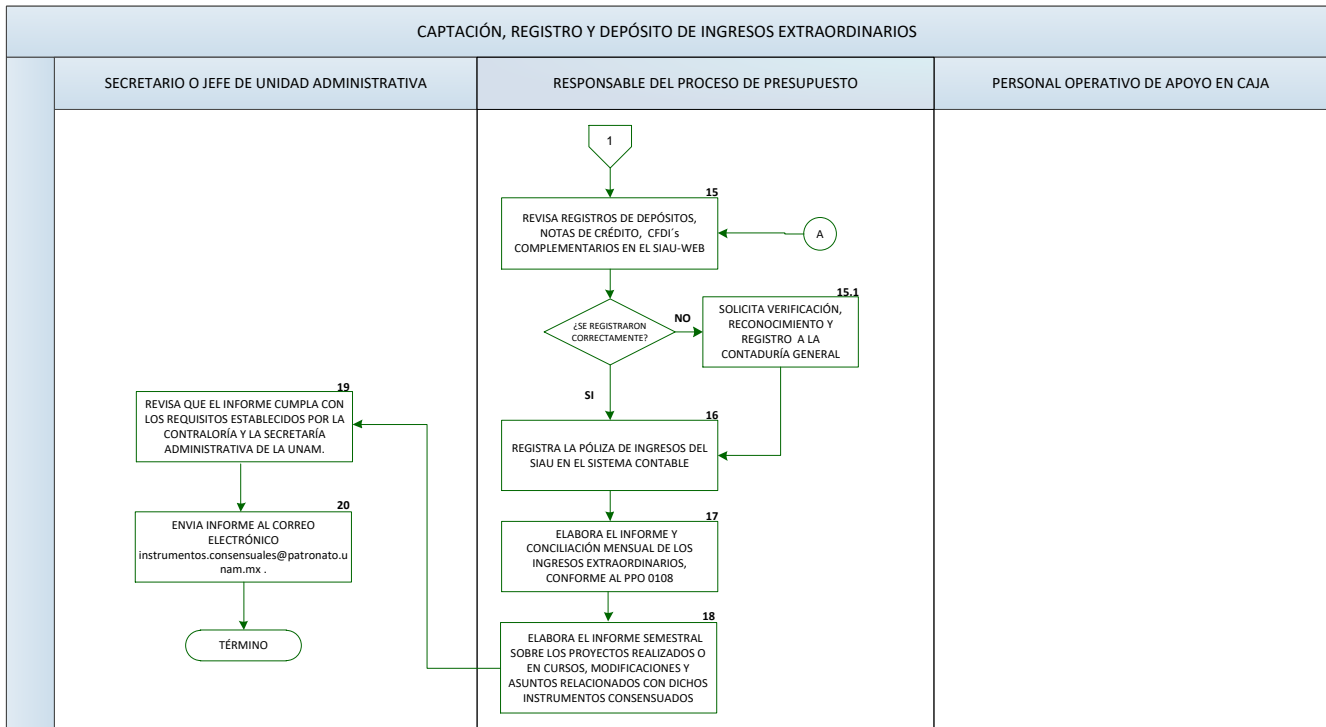 CAPTACIÓN, REGISTRO Y DEPÓSITO DE INGRESOS EXTRAORDINARIOS
SECRETARIO O JEFE DE UNIDAD ADMINISTRATIVA
RESPONSABLE DEL PROCESO DE PRESUPUESTO
PERSONAL OPERATIVO DE APOYO EN CAJA
1
15
REVISA REGISTROS DE DEPÓSITOS,
NOTAS DE CRÉDITO, CFDI´s
COMPLEMENTARIOS EN EL SIAU-WEB
A
¿SE REGISTRARON
CORRECTAMENTE?
NO
15.1
SOLICITA VERIFICACIÓN,
RECONOCIMIENTO Y
REGISTRO A LA
CONTADURÍA GENERAL
SI
16
REGISTRA LA PÓLIZA DE INGRESOS DEL
SIAU EN EL SISTEMA CONTABLE
17
ELABORA EL INFORME Y
CONCILIACIÓN MENSUAL DE LOS
INGRESOS EXTRAORDINARIOS,
CONFORME AL PPO 0108
18
ELABORA EL INFORME SEMESTRAL
SOBRE LOS PROYECTOS REALIZADOS O
EN CURSOS, MODIFICACIONES Y
ASUNTOS RELACIONADOS CON DICHOS
INSTRUMENTOS CONSENSUADOS
19
REVISA QUE EL INFORME CUMPLA CON
LOS REQUISITOS ESTABLECIDOS POR LA
CONTRALORÍA Y LA SECRETARÍA
ADMINISTRATIVA DE LA UNAM.
20
ENVIA INFORME AL CORREO
ELECTRÓNICO
instrumentos.consensuales@patronato.u
nam.mx .
TÉRMINO